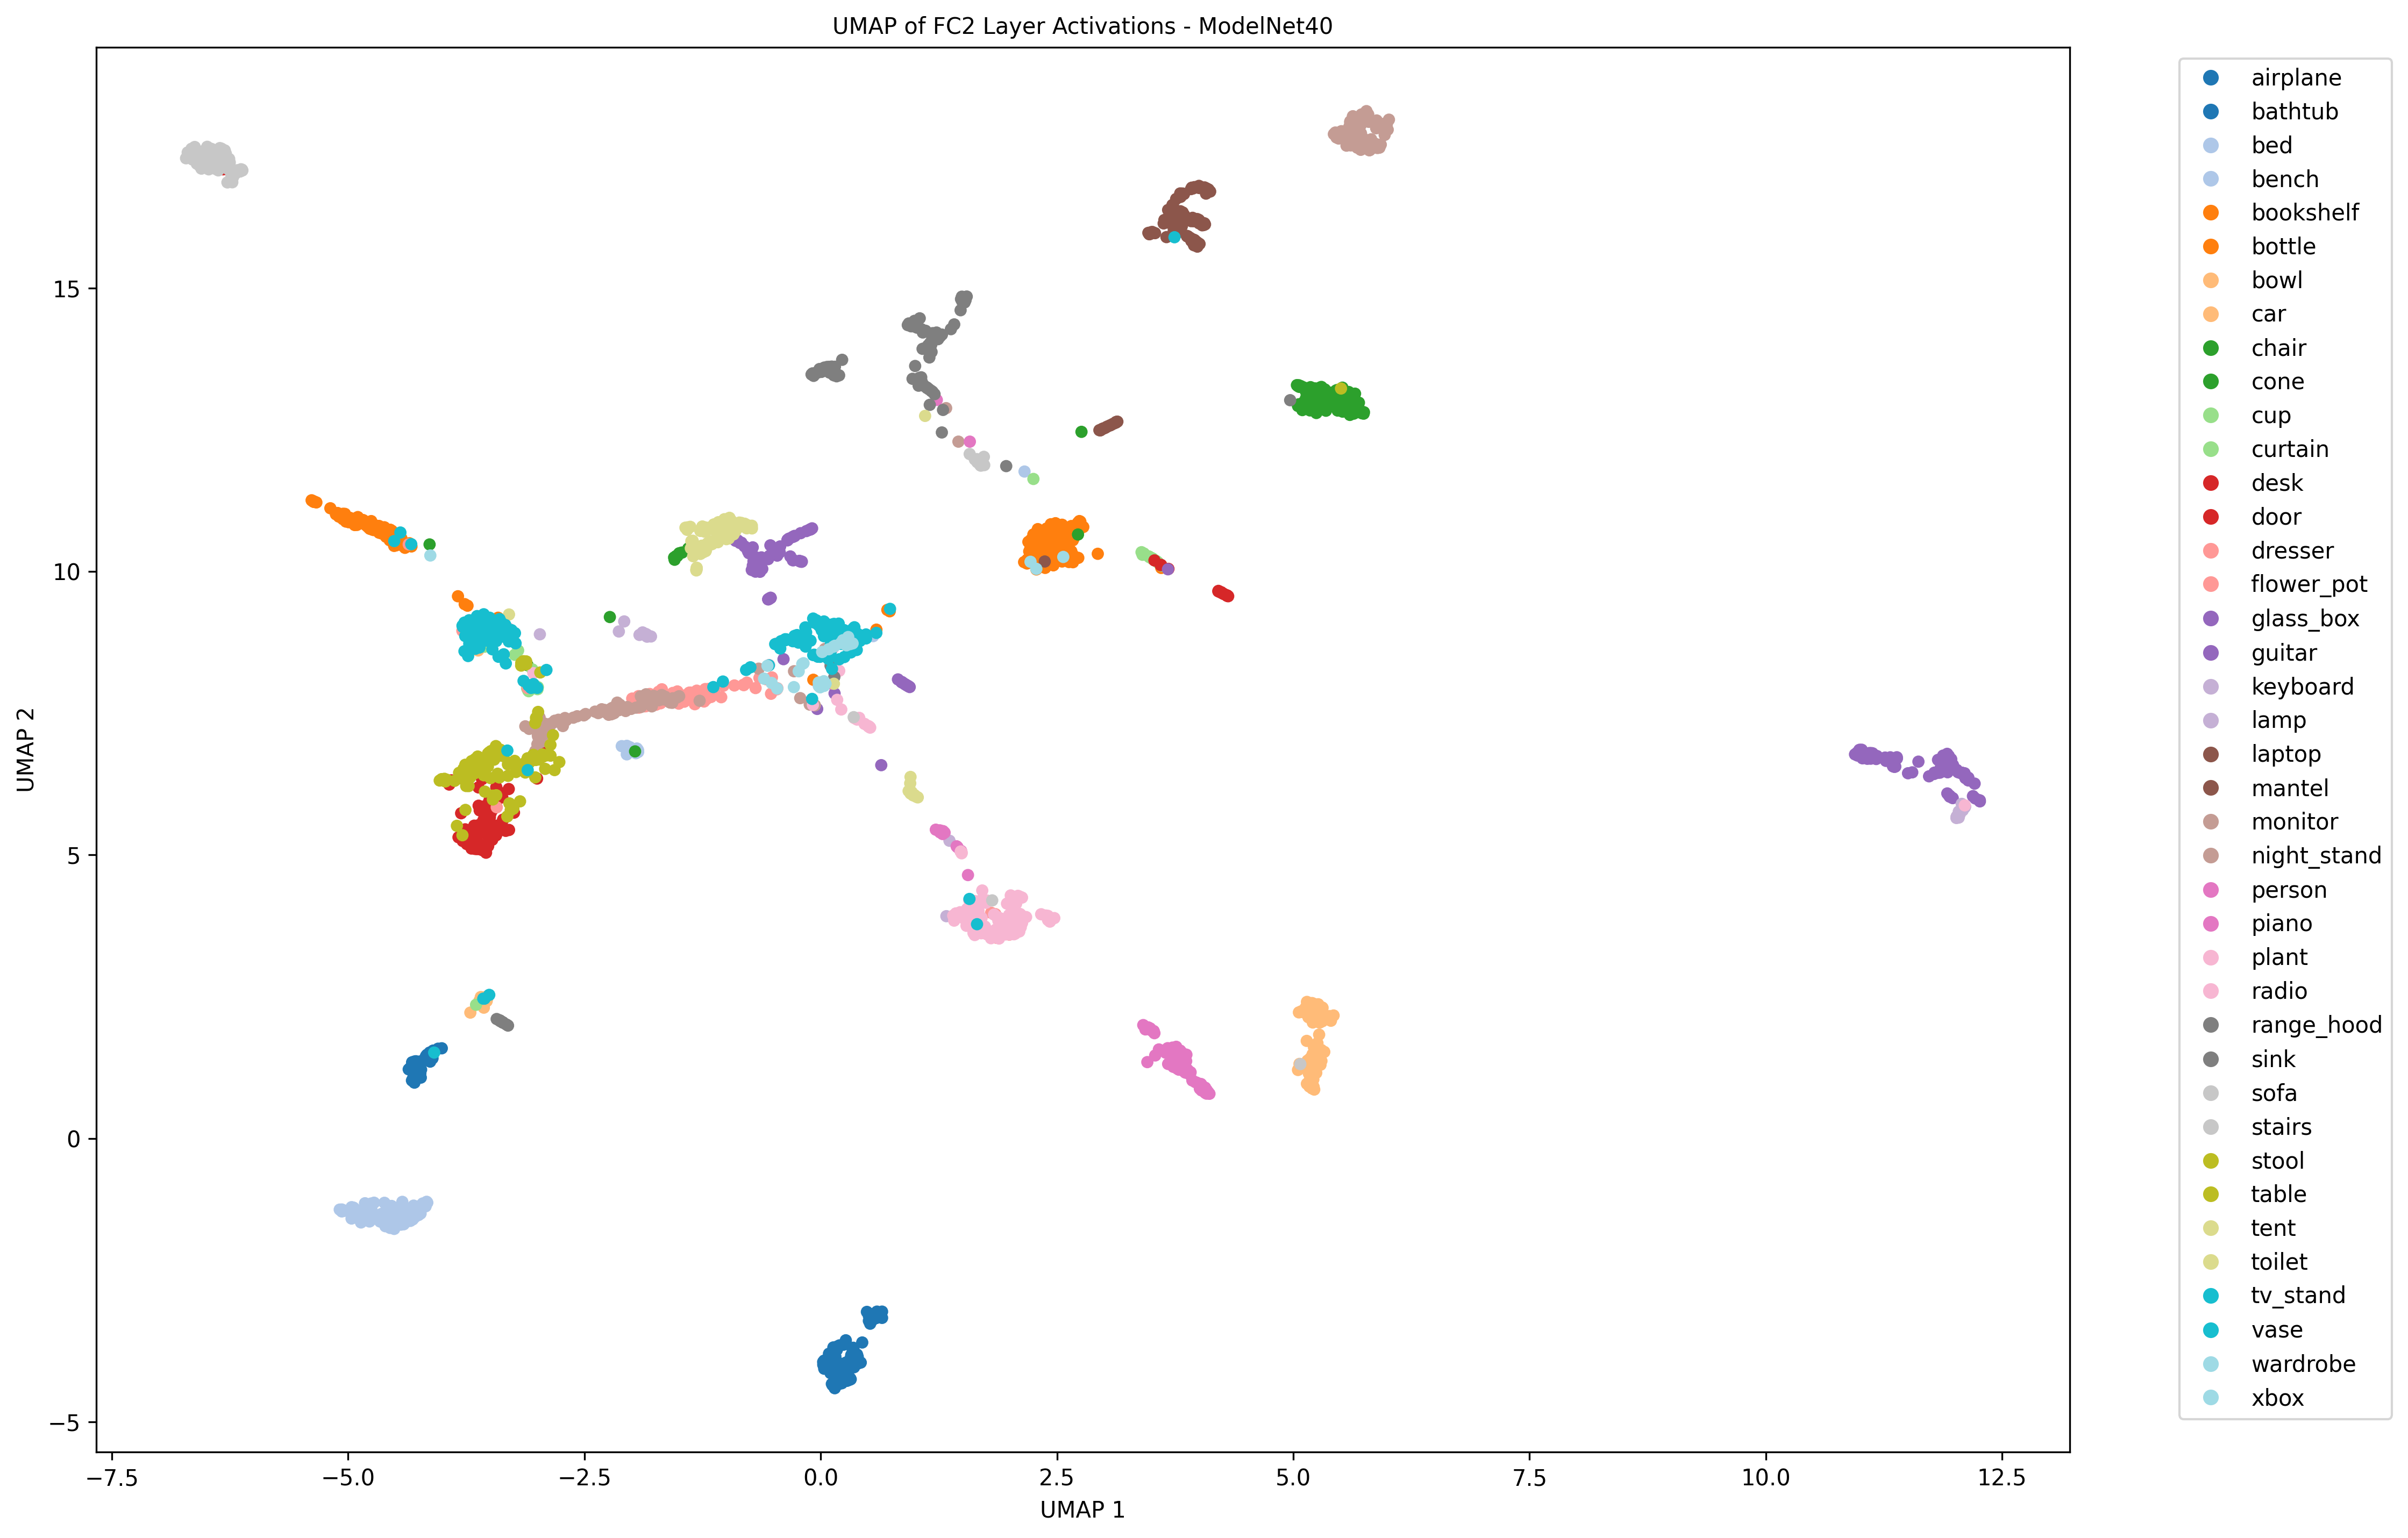 UMAP of FC2 Layer Activations - ModelNet40
UMAP 2
15
10
5
0
−5
−7.5
−5.0
−2.5
0.0
2.5
5.0
7.5
10.0
12.5
UMAP 1
airplane
bathtub
bed
bench
bookshelf
bottle
bowl
car
chair
cone
cup
curtain
desk
door
dresser
flower_pot
glass_box
guitar
keyboard
lamp
laptop
mantel
monitor
night_stand
person
piano
plant
radio
range_hood
sink
sofa
stairs
stool
table
tent
toilet
tv_stand
vase
wardrobe
xbox